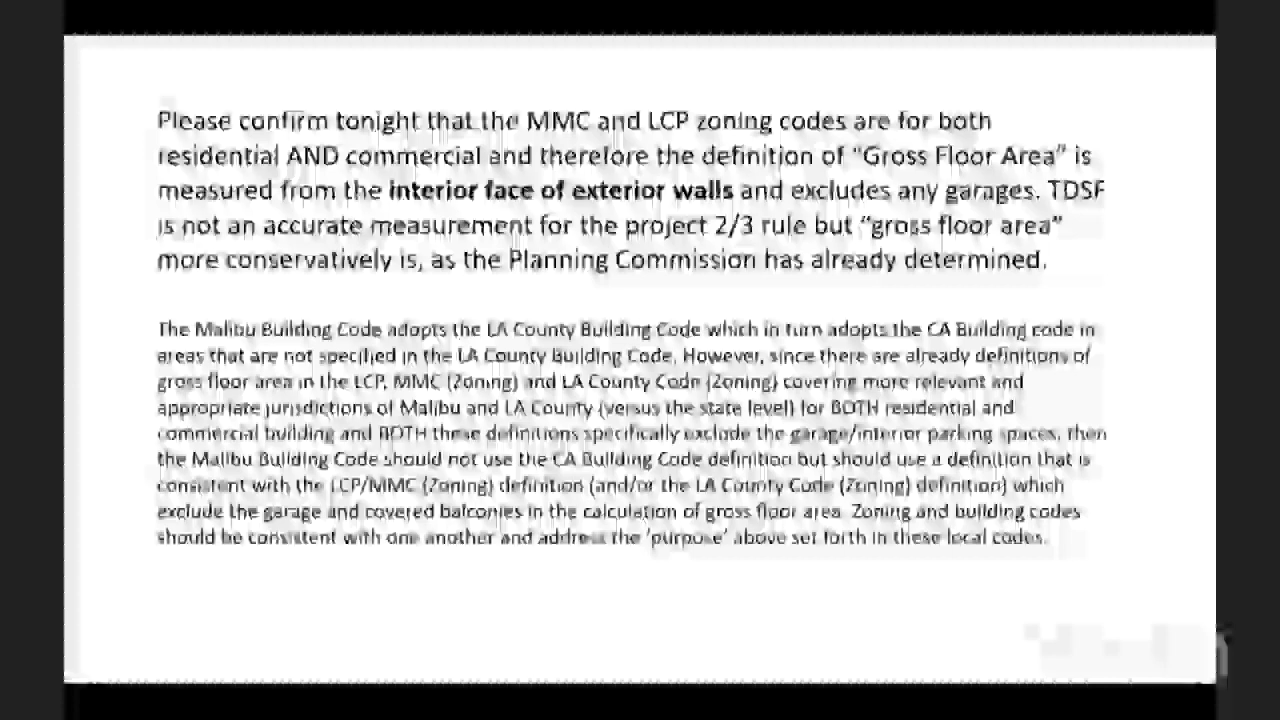 Please confirm tonight that the MMC and LCP zoning codes are for both
residential AND commercial and therefore the definition of “Gross Floor Area” is
measured from the interior face of exterior walls and excludes any garages. TDSF
is not an accurate measurement for the project 2/3 rule but “gross floor area”
more conservatively is, as the Planning Commission has already determined.
The Malibu Building Code adopts the LA County Building Code which in turn adopts the CA Building code in
areas that are not specified in the LA County Building Code. However, since there are already definitions of
gross floor area in the LCP, MMC (Zoning) and LA County Code (Zoning) covering more relevant and
appropriate jurisdictions of Malibu and LA County (versus the state level) for BOTH residential and
commercial building and BOTH these definitions specifically exclude the garage/interior parking spaces, then
the Malibu Building Code should not use the CA Building Code definition but should use a definition that is
consistent with the LCP/MMC (Zoning) definition (and/or the LA County Code (Zoning) definition) which
exclude the garage and covered balconies in the calculation of gross floor area. Zoning and building codes
should be consistent with one another and address the 'purpose' above set forth in these local codes.